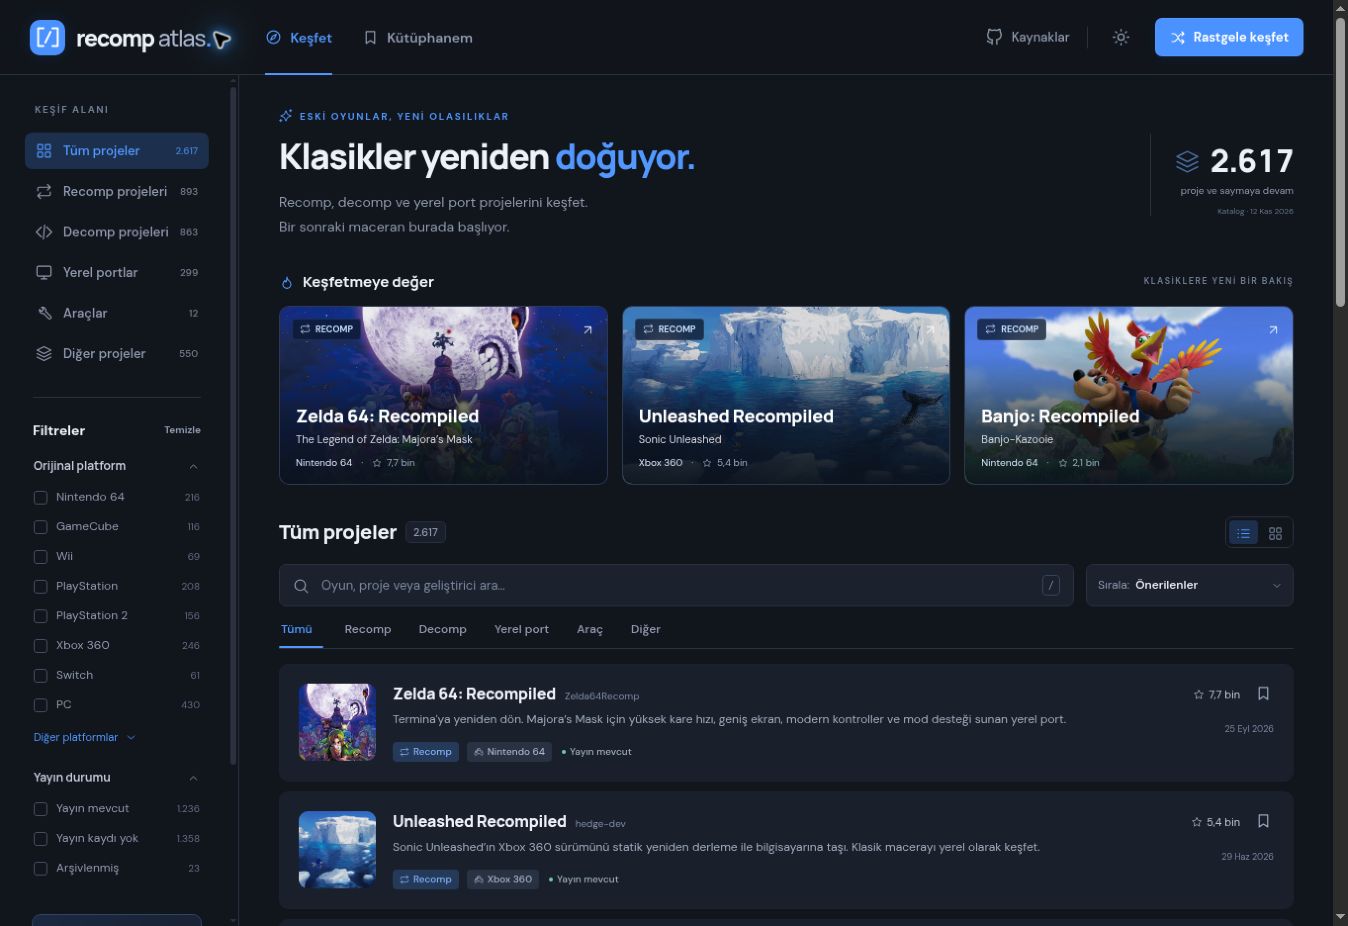 recomp atlas.
Keşfet
Kütüphanem
Kaynaklar
Rastgele keşfet
KEŞİF ALANI
Tüm projeler 2.617
Recomp projeleri 893
Decomp projeleri 863
Yerel portlar 299
Araçlar 12
Diğer projeler 550
Filtreler Temizle
Orijinal platform
Nintendo 64 216
GameCube 116
Wii 69
PlayStation 208
PlayStation 2 156
Xbox 360 246
Switch 61
PC 430
Diğer platformlar
Yayın durumu
Yayın mevcut 1.236
Yayın kaydı yok 1.358
Arşivlenmiş 23
ESKİ OYUNLAR, YENİ OLASILIKLAR
Klasikler yeniden doğuyor.
Recomp, decomp ve yerel port projelerini keşfet.
Bir sonraki maceran burada başlıyor.
2.617
proje ve saymaya devam
Katalog · 12 Kas 2026
Keşfetmeye değer
KLASİKLERE YENİ BİR BAKIŞ
RECOMP
Zelda 64: Recompiled
The Legend of Zelda: Majora's Mask
Nintendo 64 · 7,7 bin
RECOMP
Unleashed Recompiled
Sonic Unleashed
Xbox 360 · 5,4 bin
RECOMP
Banjo: Recompiled
Banjo-Kazooie
Nintendo 64 · 2,1 bin
Tüm projeler 2.617
Oyun, proje veya geliştirici ara... /
Sırala: Önerilenler
Tümü Recomp Decomp Yerel port Araç Diğer
Zelda 64: Recompiled Zelda64Recomp 7,7 bin
Termina'ya yeniden dön. Majora's Mask için yüksek kare hızı, geniş ekran, modern kontroller ve mod desteği sunan yerel port.
25 Eyl 2026
Recomp Nintendo 64 • Yayın mevcut
Unleashed Recompiled hedge-dev 5,4 bin
Sonic Unleashed'ın Xbox 360 sürümünü statik yeniden derleme ile bilgisayarına taşı. Klasik macerayı yerel olarak keşfet.
29 Haz 2026
Recomp Xbox 360 • Yayın mevcut